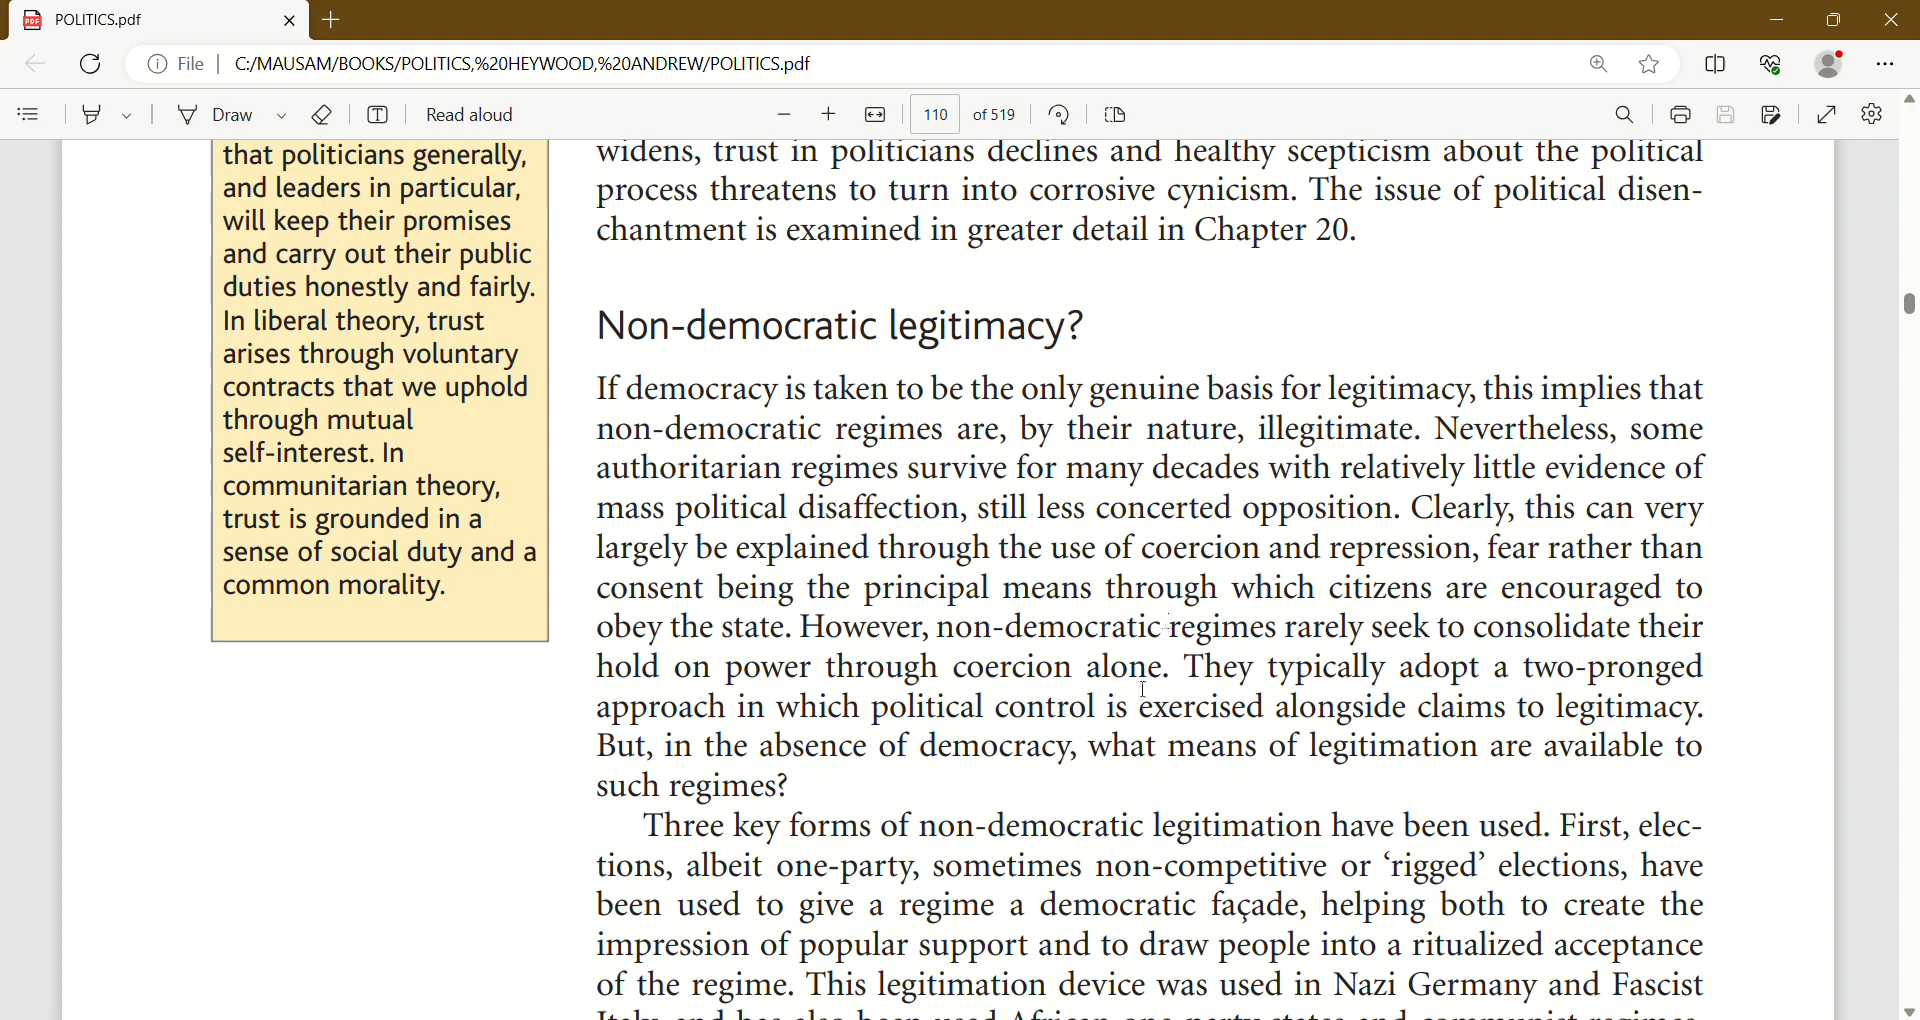 POLITICS.pdf
File
C:/MAUSAM/BOOKS/POLITICS,%20HEYWOOD,%20ANDREW/POLITICS.pdf
Draw
Read aloud
110
of 519
that politicians generally,
and leaders in particular,
will keep their promises
and carry out their public
duties honestly and fairly.
In liberal theory, trust
arises through voluntary
contracts that we uphold
through mutual
self-interest. In
communitarian theory,
trust is grounded in a
sense of social duty and a
common morality.
widens, trust in politicians declines and healthy scepticism about the political
process threatens to turn into corrosive cynicism. The issue of political disen-
chantment is examined in greater detail in Chapter 20.
Non-democratic legitimacy?
If democracy is taken to be the only genuine basis for legitimacy, this implies that
non-democratic regimes are, by their nature, illegitimate. Nevertheless, some
authoritarian regimes survive for many decades with relatively little evidence of
mass political disaffection, still less concerted opposition. Clearly, this can very
largely be explained through the use of coercion and repression, fear rather than
consent being the principal means through which citizens are encouraged to
obey the state. However, non-democratic regimes rarely seek to consolidate their
hold on power through coercion alone. They typically adopt a two-pronged
approach in which political control is exercised alongside claims to legitimacy.
But, in the absence of democracy, what means of legitimation are available to
such regimes?
Three key forms of non-democratic legitimation have been used. First, elec-
tions, albeit one-party, sometimes non-competitive or ‘rigged’ elections, have
been used to give a regime a democratic façade, helping both to create the
impression of popular support and to draw people into a ritualized acceptance
of the regime. This legitimation device was used in Nazi Germany and Fascist